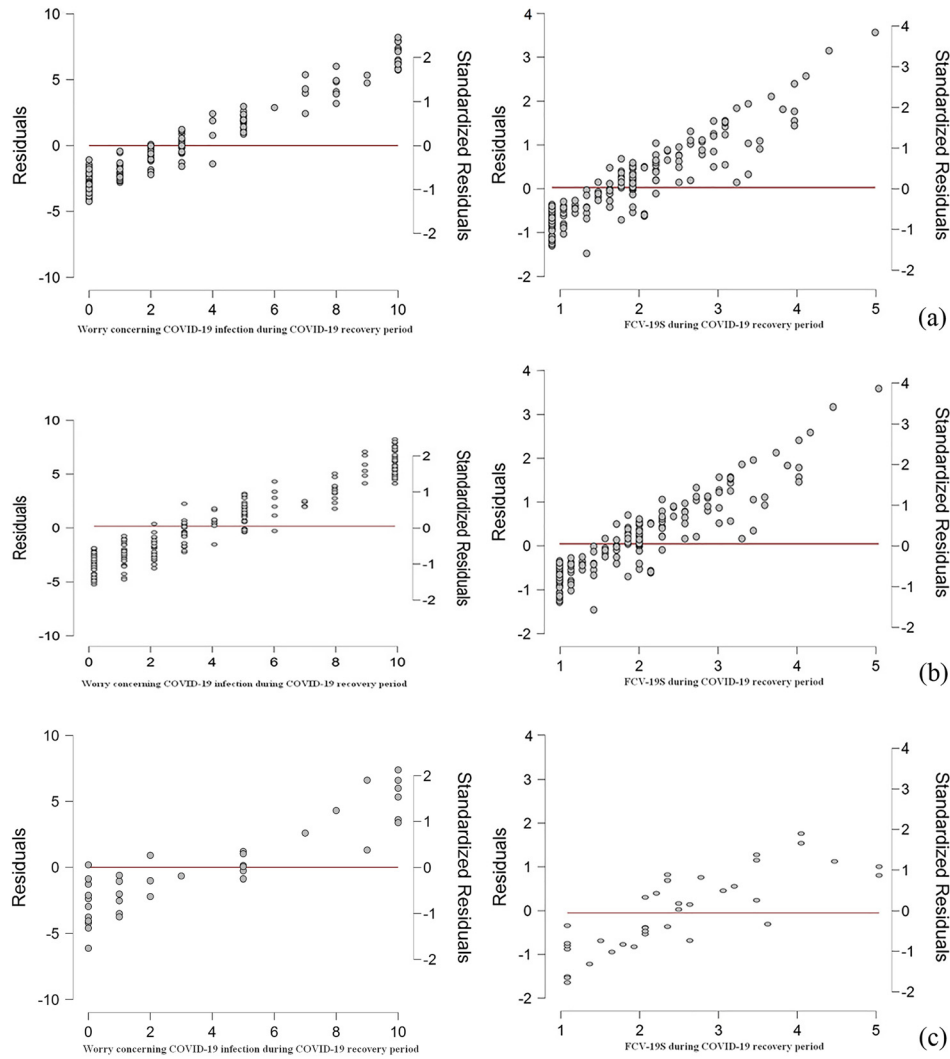 10
5
0
-5
-10
Residuals
2
1
0
-1
-2
Standardized Residuals
0 2 4 6 8 10
Worry concerning COVID-19 infection during COVID-19 recovery period
4
3
2
1
0
-1
-2
Residuals
4
3
2
1
0
-1
-2
Standardized Residuals
1 2 3 4 5
FCV-19S during COVID-19 recovery period
(a)
10
5
0
-5
-10
Residuals
2
1
0
-1
-2
Standardized Residuals
0 2 4 6 8 10
Worry concerning COVID-19 infection during COVID-19 recovery period
4
3
2
1
0
-1
-2
Residuals
4
3
2
1
0
-1
-2
Standardized Residuals
1 2 3 4 5
FCV-19S during COVID-19 recovery period
(b)
10
5
0
-5
-10
Residuals
2
1
0
-1
-2
Standardized Residuals
0 2 4 6 8 10
Worry concerning COVID-19 infection during COVID-19 recovery period
4
3
2
1
0
-1
-2
Residuals
4
3
2
1
0
-1
-2
Standardized Residuals
1 2 3 4 5
FCV-19S during COVID-19 recovery period
(c)